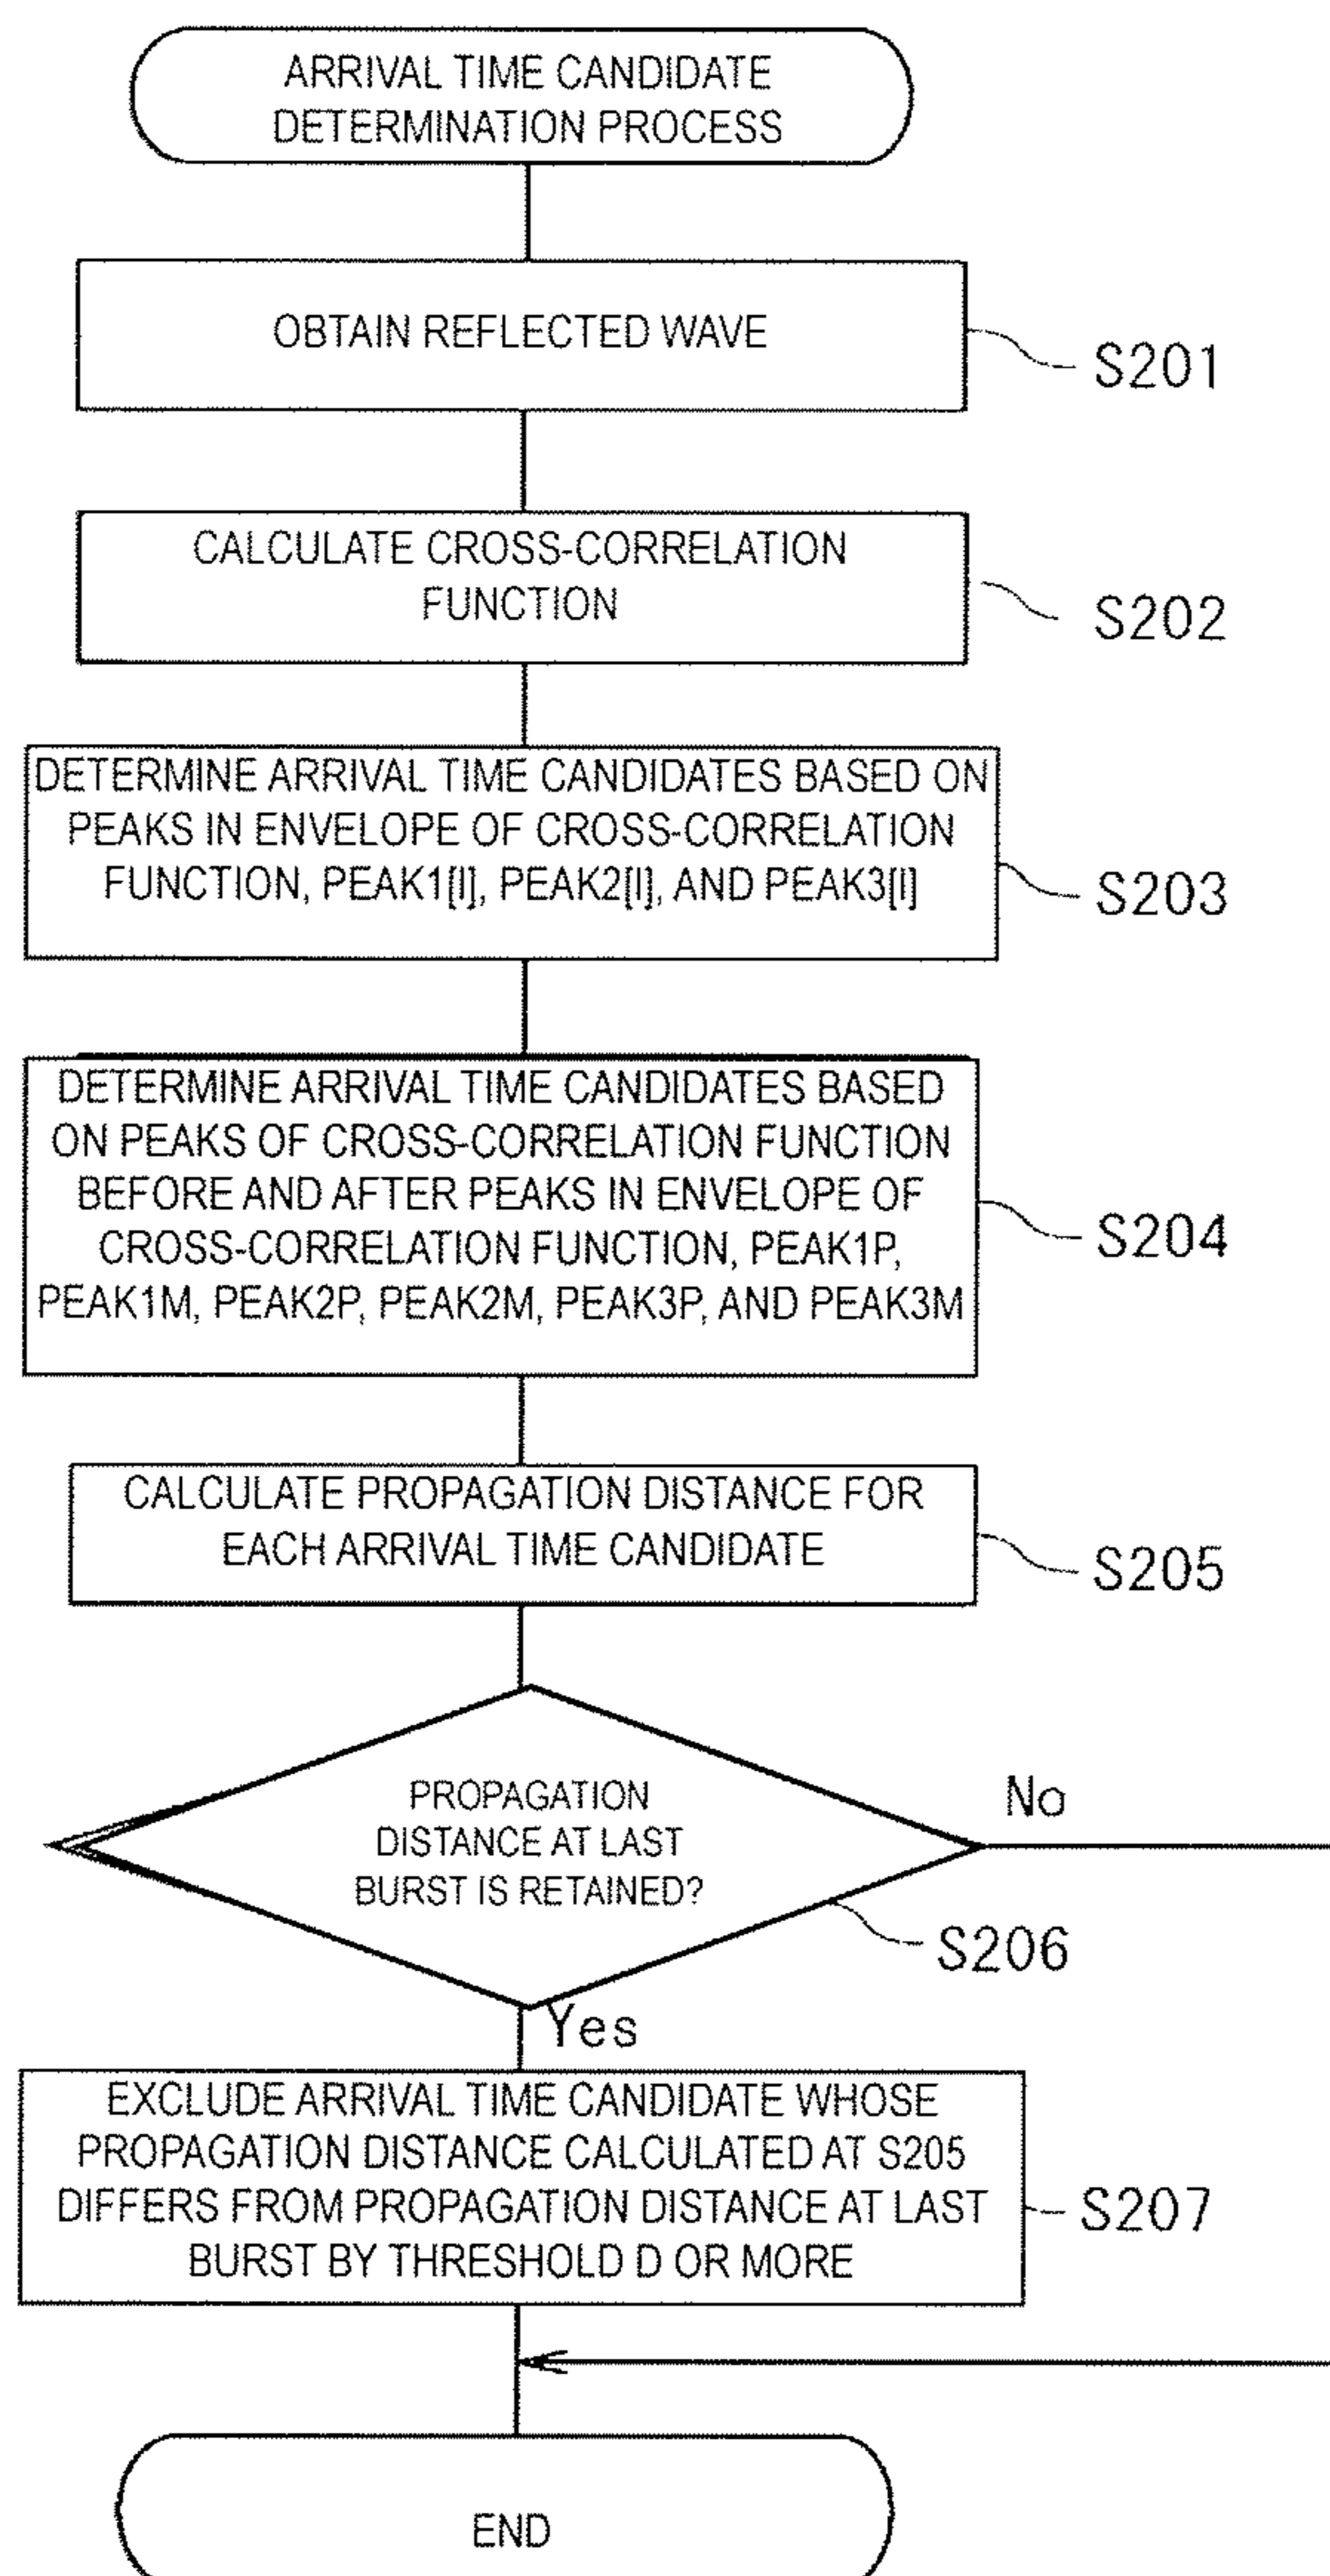 ARRIVAL TIME CANDIDATE
DETERMINATION PROCESS
OBTAIN REFLECTED WAVE
S201
CALCULATE CROSS-CORRELATION
FUNCTION
S202
DETERMINE ARRIVAL TIME CANDIDATES BASED ON
PEAKS IN ENVELOPE OF CROSS-CORRELATION
FUNCTION, PEAK1[I], PEAK2[I], AND PEAK3[I]
S203
DETERMINE ARRIVAL TIME CANDIDATES BASED
ON PEAKS OF CROSS-CORRELATION FUNCTION
BEFORE AND AFTER PEAKS IN ENVELOPE OF
CROSS-CORRELATION FUNCTION, PEAK1P,
PEAK1M, PEAK2P, PEAK2M, PEAK3P, AND PEAK3M
S204
CALCULATE PROPAGATION DISTANCE FOR
EACH ARRIVAL TIME CANDIDATE
S205
PROPAGATION
DISTANCE AT LAST
BURST IS RETAINED?
No
S206
Yes
EXCLUDE ARRIVAL TIME CANDIDATE WHOSE
PROPAGATION DISTANCE CALCULATED AT S205
DIFFERS FROM PROPAGATION DISTANCE AT LAST
BURST BY THRESHOLD D OR MORE
S207
END